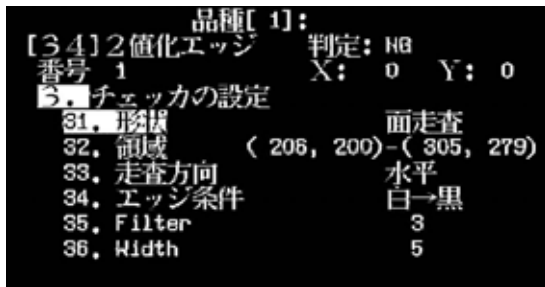 品種[ 1]:
[34]2値化エッジ 判定: NG
番号 1 X: 0 Y: 0
3. チェッカの設定
31. 形状 面走査
32. 領域 ( 206, 200)-( 305, 279)
33. 走査方向 水平
34. エッジ条件 白→黒
35. Filter 3
36. Width 5